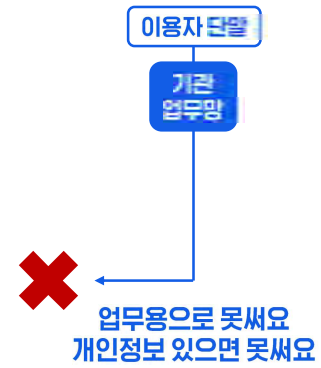 이용자 단말
기관
업무망
업무용으로 못써요
개인정보 있으면 못써요